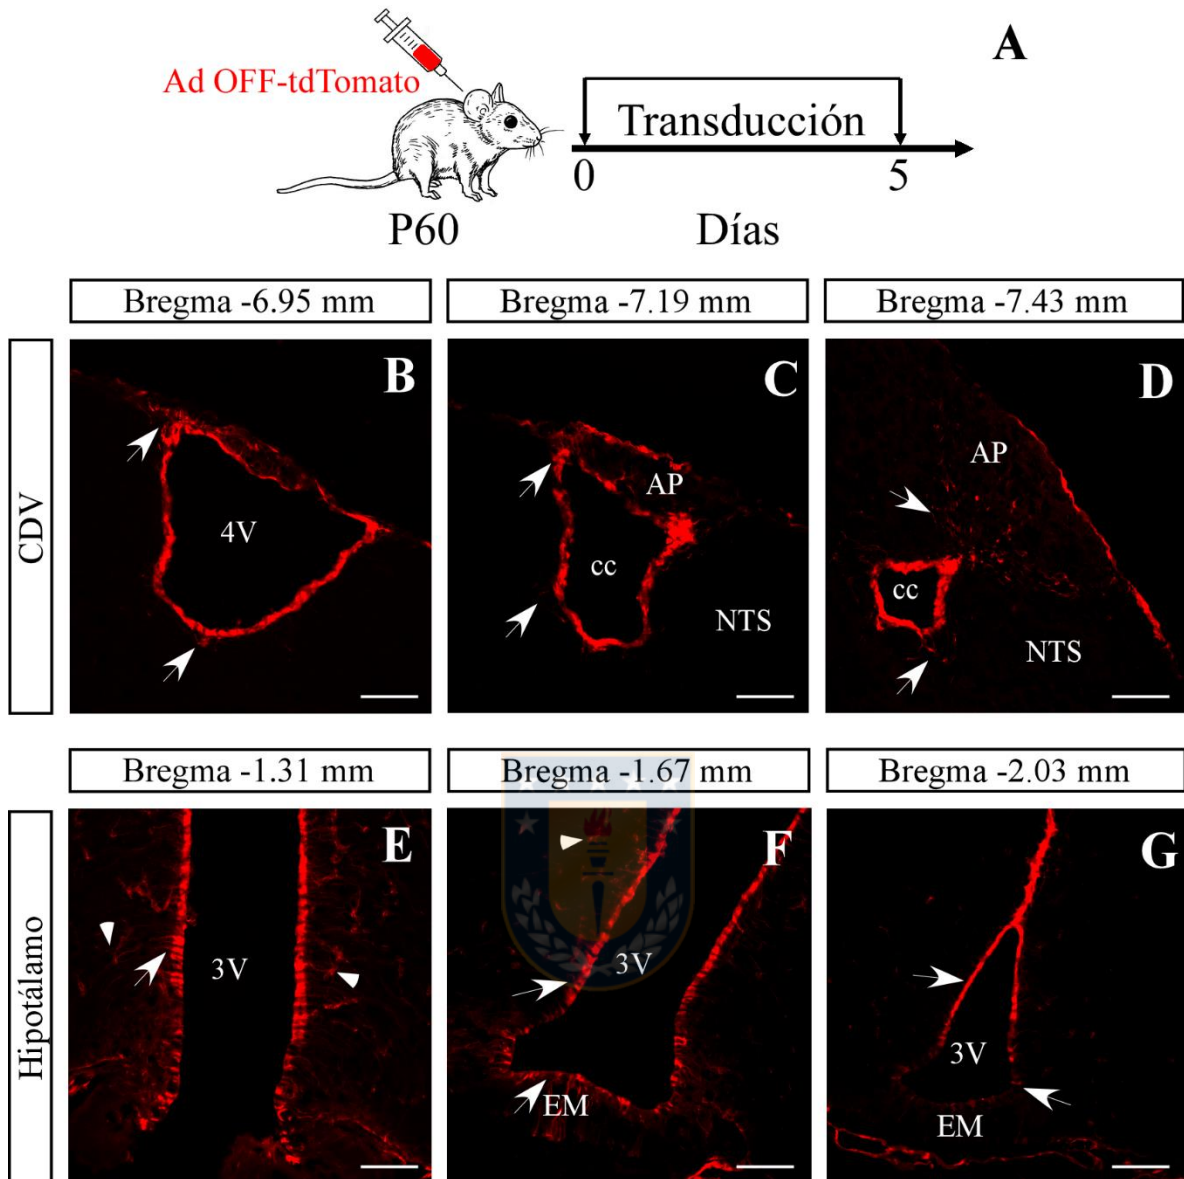 A
Ad OFF-tdTomato
Transducción
0 5
P60 Días
Bregma -6.95 mm Bregma -7.19 mm Bregma -7.43 mm
CDV
B C D
4V
AP
cc
NTS
AP
cc
NTS
Bregma -1.31 mm Bregma -1.67 mm Bregma -2.03 mm
Hipotálamo
E F G
3V
3V
EM
3V
EM